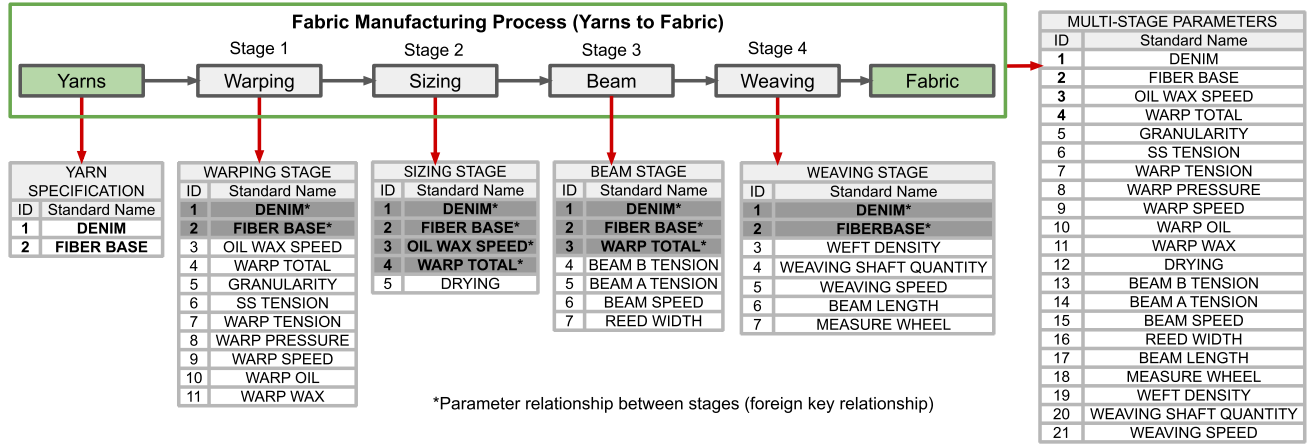 Fabric Manufacturing Process (Yarns to Fabric)
Stage 1 Stage 2 Stage 3 Stage 4
Yarns Warping Sizing Beam Weaving Fabric
YARN
SPECIFICATION
ID Standard Name
1 DENIM
2 FIBER BASE
WARPING STAGE
ID Standard Name
1 DENIM*
2 FIBER BASE*
3 OIL WAX SPEED
4 WARP TOTAL
5 GRANULARITY
6 SS TENSION
7 WARP TENSION
8 WARP PRESSURE
9 WARP SPEED
10 WARP OIL
11 WARP WAX
SIZING STAGE
ID Standard Name
1 DENIM*
2 FIBER BASE*
3 OIL WAX SPEED*
4 WARP TOTAL*
5 DRYING
BEAM STAGE
ID Standard Name
1 DENIM*
2 FIBER BASE*
3 WARP TOTAL*
4 BEAM B TENSION
5 BEAM A TENSION
6 BEAM SPEED
7 REED WIDTH
WEAVING STAGE
ID Standard Name
1 DENIM*
2 FIBERBASE*
3 WEFT DENSITY
4 WEAVING SHAFT QUANTITY
5 WEAVING SPEED
6 BEAM LENGTH
7 MEASURE WHEEL
*Parameter relationship between stages (foreign key relationship)
MULTI-STAGE PARAMETERS
ID Standard Name
1 DENIM
2 FIBER BASE
3 OIL WAX SPEED
4 WARP TOTAL
5 GRANULARITY
6 SS TENSION
7 WARP TENSION
8 WARP PRESSURE
9 WARP SPEED
10 WARP OIL
11 WARP WAX
12 DRYING
13 BEAM B TENSION
14 BEAM A TENSION
15 BEAM SPEED
16 REED WIDTH
17 BEAM LENGTH
18 MEASURE WHEEL
19 WEFT DENSITY
20 WEAVING SHAFT QUANTITY
21 WEAVING SPEED